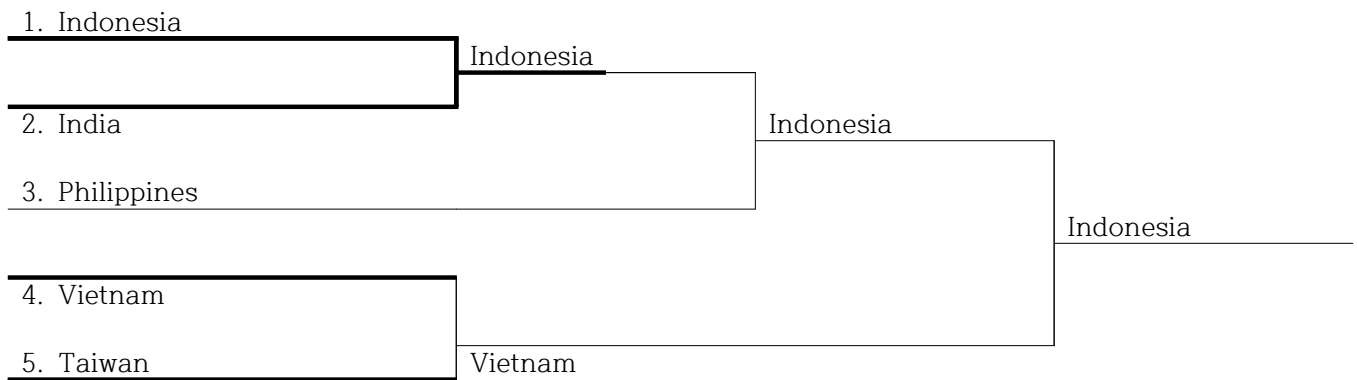 1. Indonesia
Indonesia
2. India
Indonesia
3. Philippines
Indonesia
4. Vietnam
5. Taiwan
Vietnam